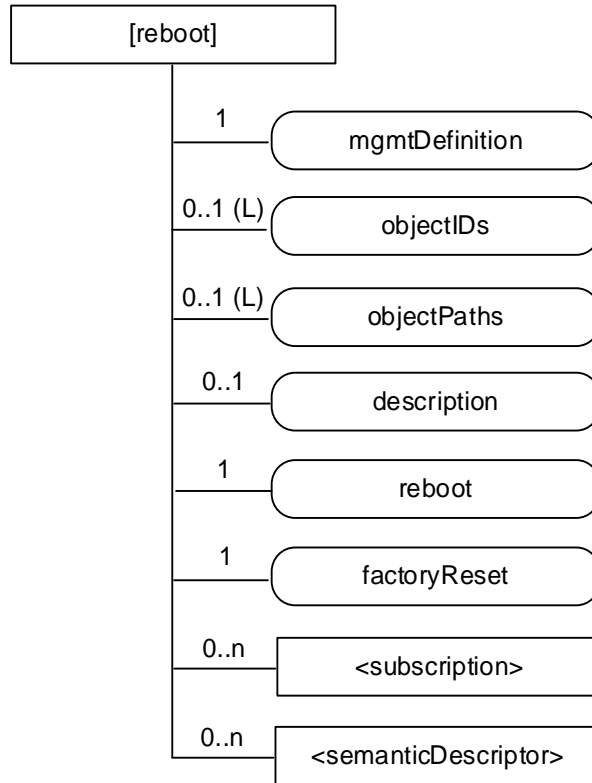 [reboot]
1
mgmtDefinition
0..1 (L)
objectIDs
0..1 (L)
objectPaths
0..1
description
1
reboot
1
factoryReset
0..n
<subscription>
0..n
<semanticDescriptor>